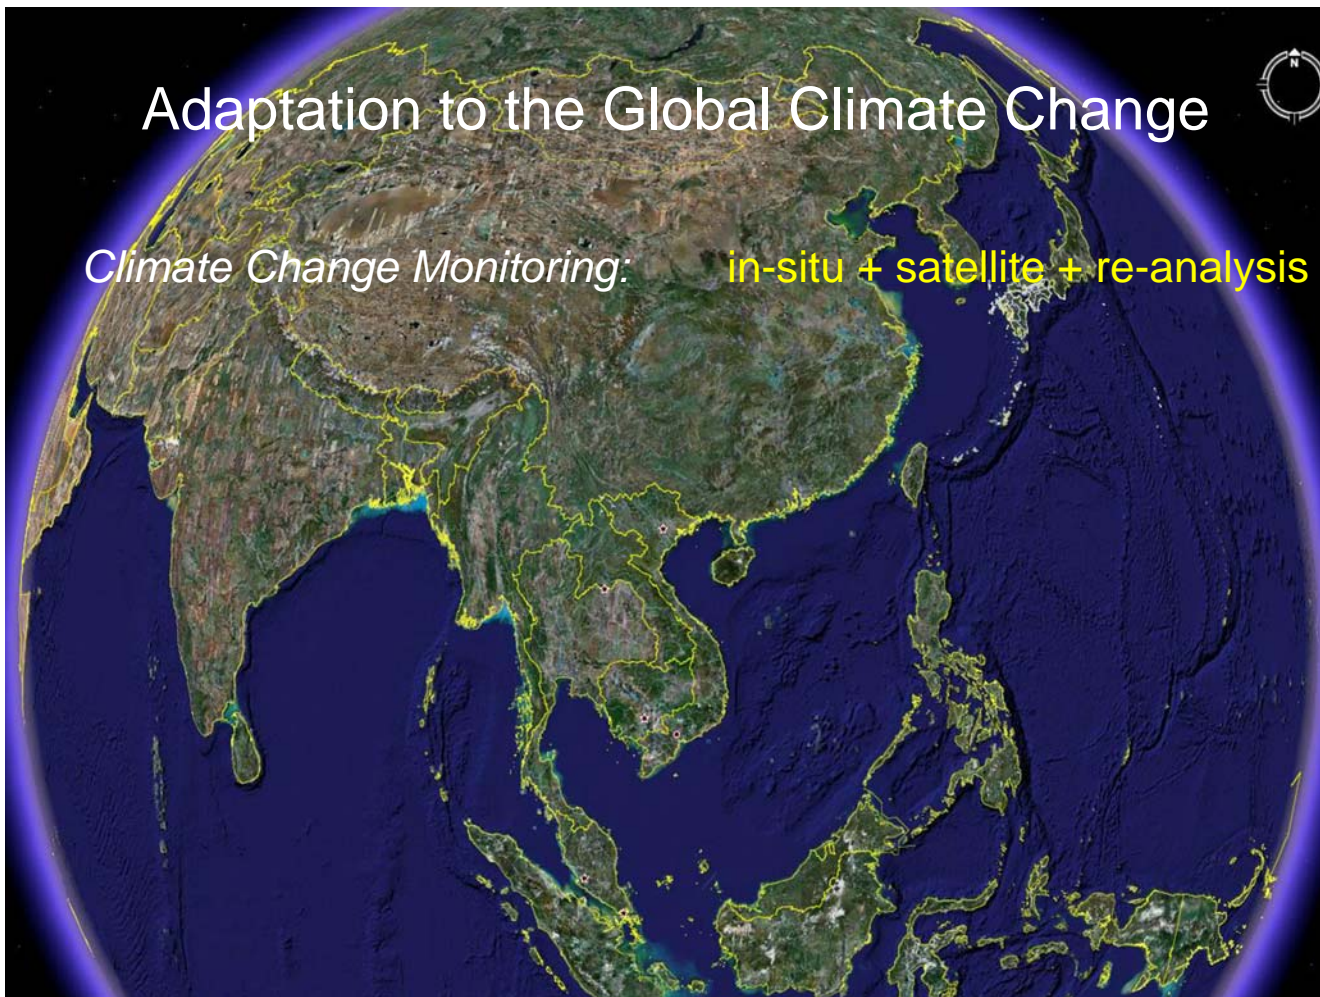 Adaptation to the Global Climate Change
N
Climate Change Monitoring: in-situ + satellite + re-analysis